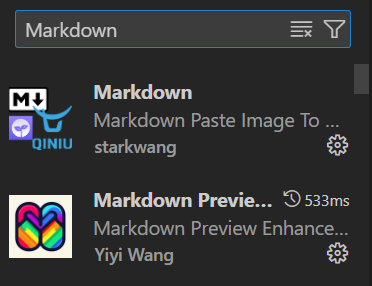 Markdown
Markdown
Markdown Paste Image To ...
QINIU
starkwang
Markdown Previe... 533ms
Markdown Preview Enhance...
Yiyi Wang